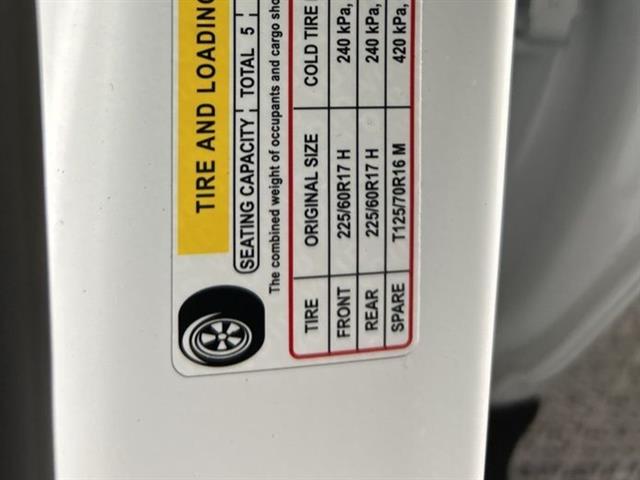 TIRE AND LOADING
SEATING CAPACITY TOTAL 5
The combined weight of occupants and cargo sho
TIRE ORIGINAL SIZE COLD TIRE
FRONT 225/60R17 H 240 kPa,
REAR 225/60R17 H 240 kPa,
SPARE T125/70R16 M 420 kPa,